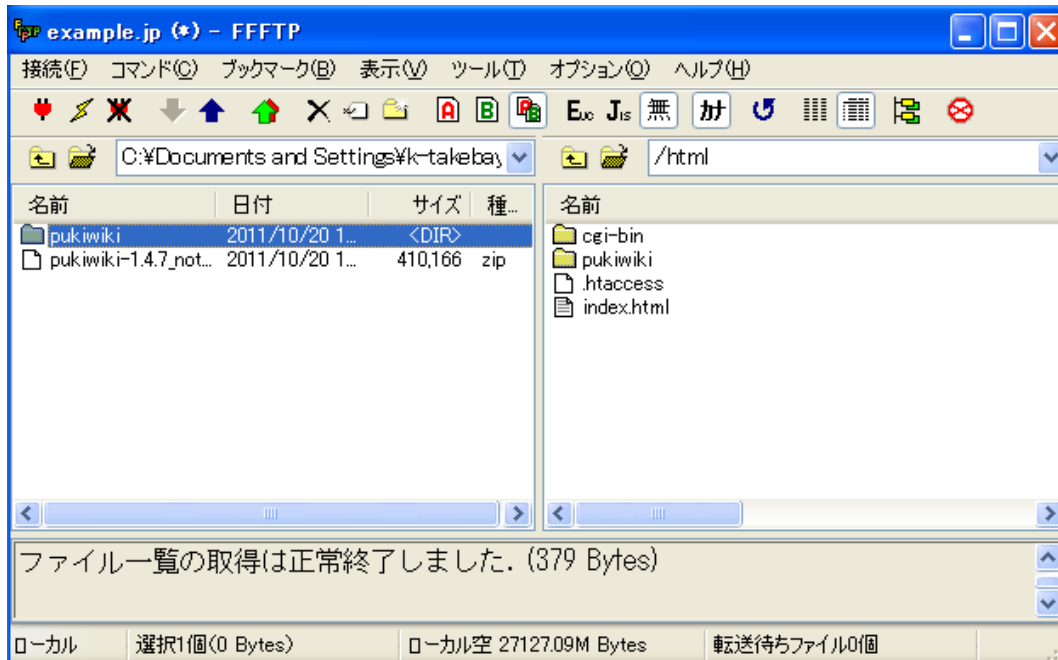 example.jp (*) - FFFTP
接続(F) コマンド(C) ブックマーク(B) 表示(V) ツール(T) オプション(O) ヘルプ(H)
A B Euc JIS 無 カナ
C:¥Documents and Settings¥k-takebay /html
名前 日付 サイズ 種... 名前
pukiwiki 2011/10/20 1... <DIR> cgi-bin
pukiwiki-1.4.7_not... 2011/10/20 1... 410,166 zip pukiwiki
.htaccess
index.html
ファイル一覧の取得は正常終了しました. (379 Bytes)
ローカル 選択1個(0 Bytes) ローカル空 27127.09M Bytes 転送待ちファイル0個